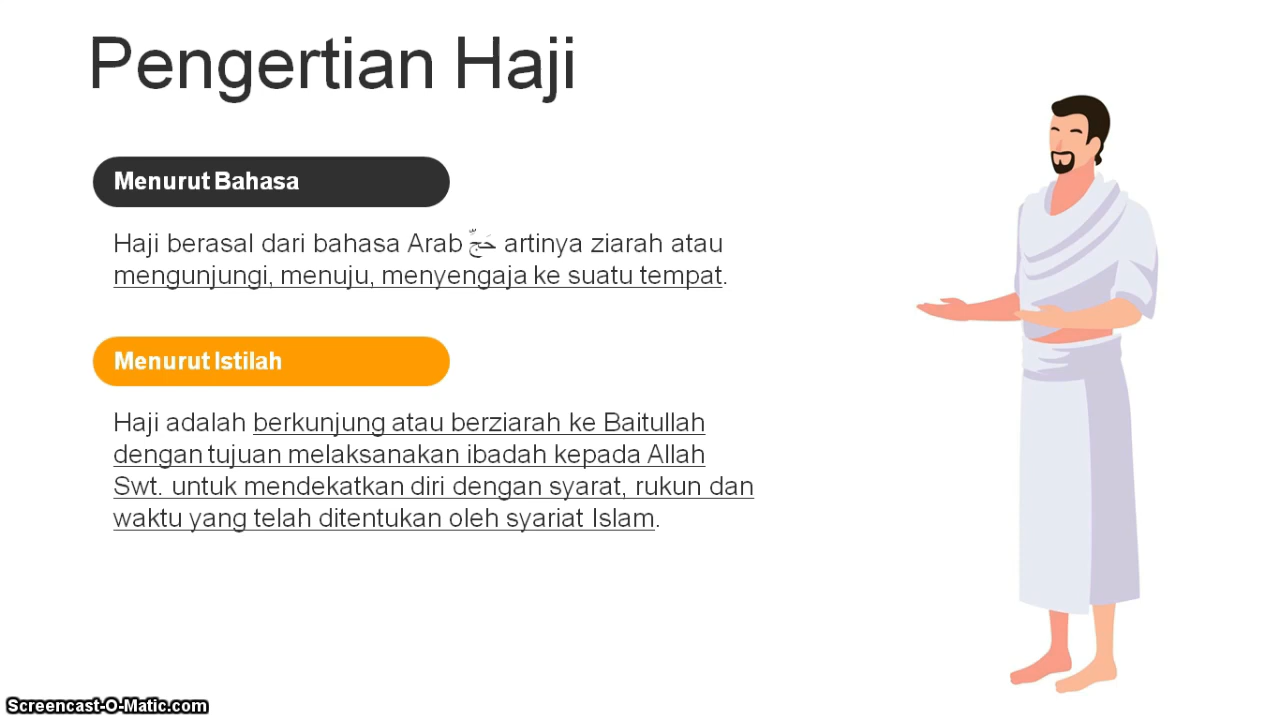 Pengertian Haji
Menurut Bahasa
Haji berasal dari bahasa Arab حَجِّ artinya ziarah atau
mengunjungi, menuju, menyengaja ke suatu tempat.
Menurut Istilah
Haji adalah berkunjung atau berziarah ke Baitullah
dengan tujuan melaksanakan ibadah kepada Allah
Swt. untuk mendekatkan diri dengan syarat, rukun dan
waktu yang telah ditentukan oleh syariat Islam.
Screencast-O-Matic.com